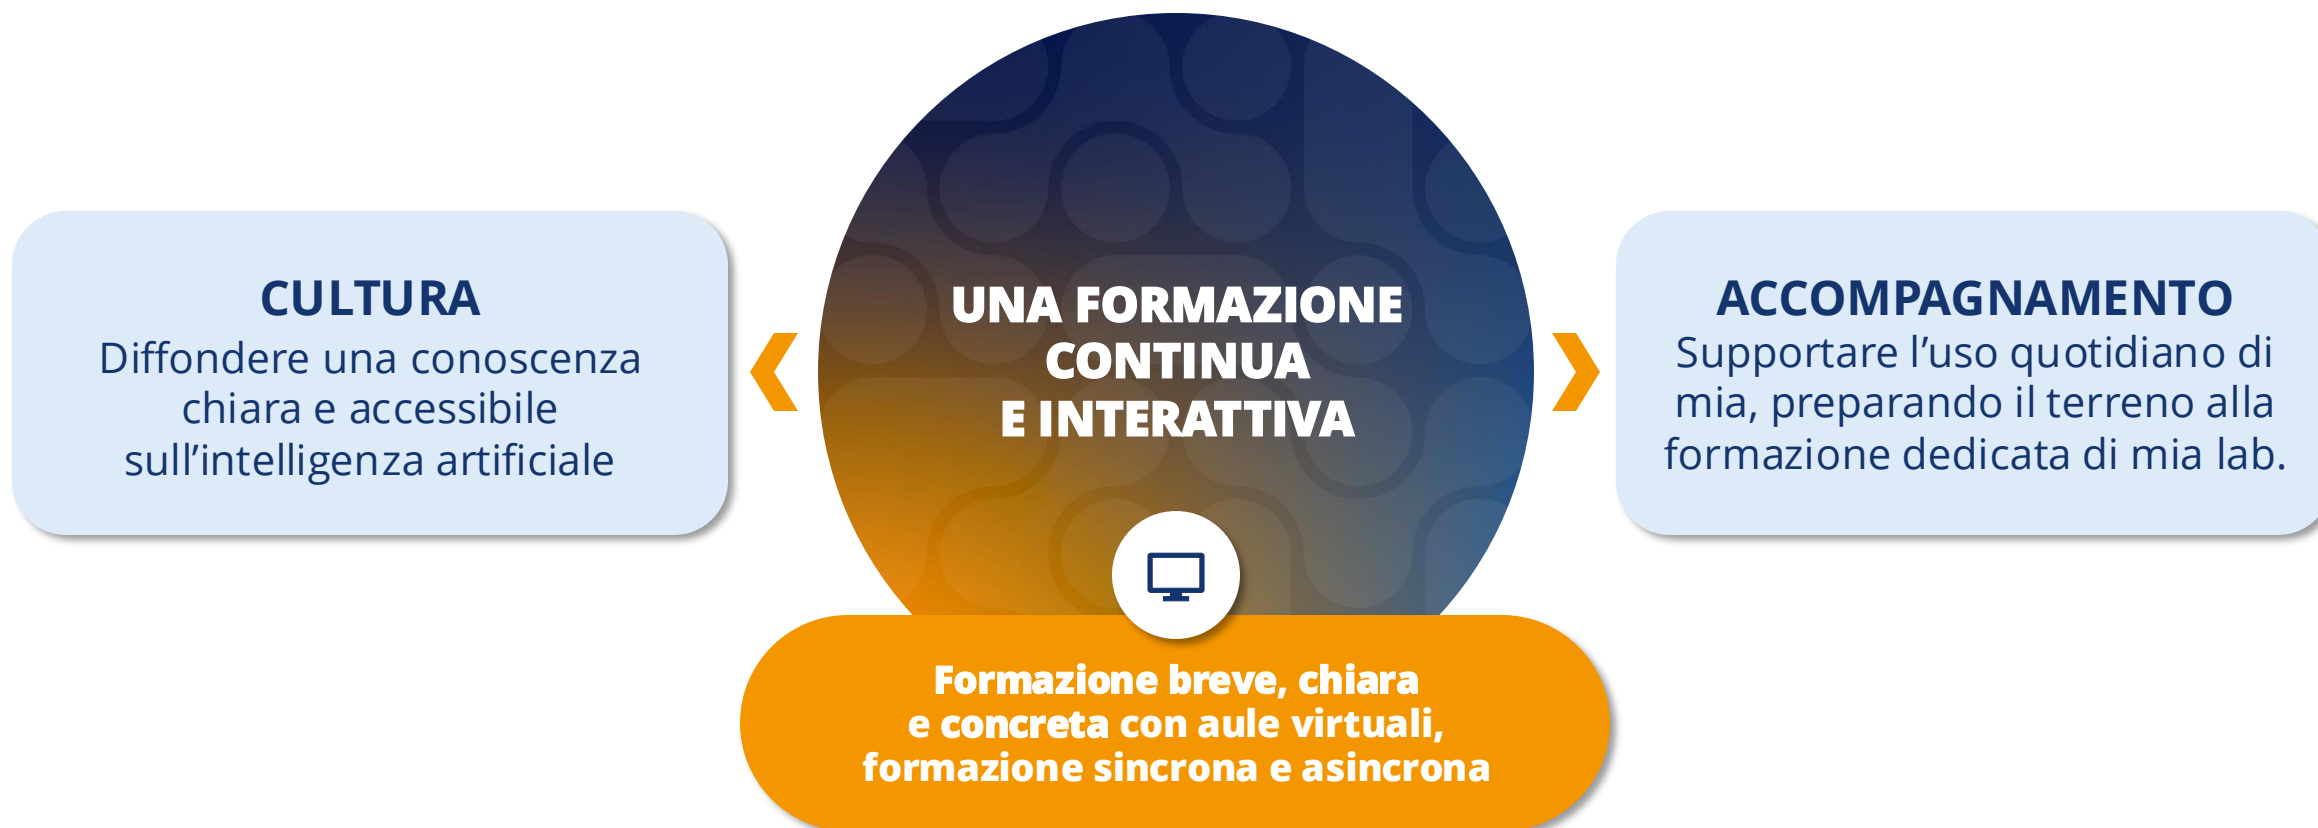 CULTURA
Diffondere una conoscenza
chiara e accessibile
sull’intelligenza artificiale
UNA FORMAZIONE
CONTINUA
E INTERATTIVA
ACCOMPAGNAMENTO
Supportare l’uso quotidiano di
mia, preparando il terreno alla
formazione dedicata di mia lab.
Formazione breve, chiara
e concreta con aule virtuali,
formazione sincrona e asincrona